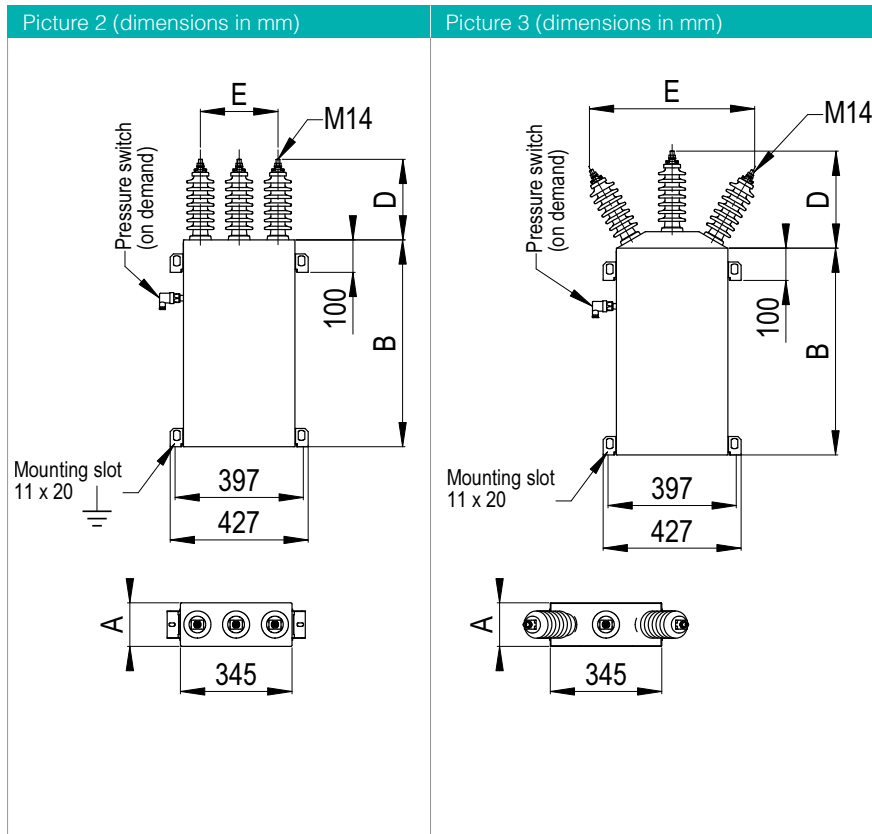 Picture 2 (dimensions in mm)
E
M14
Pressure switch
(on demand)
D
100
B
Mounting slot
11 x 20
397
427
A
345
Picture 3 (dimensions in mm)
E
M14
Pressure switch
(on demand)
D
100
B
Mounting slot
11 x 20
397
427
A
345